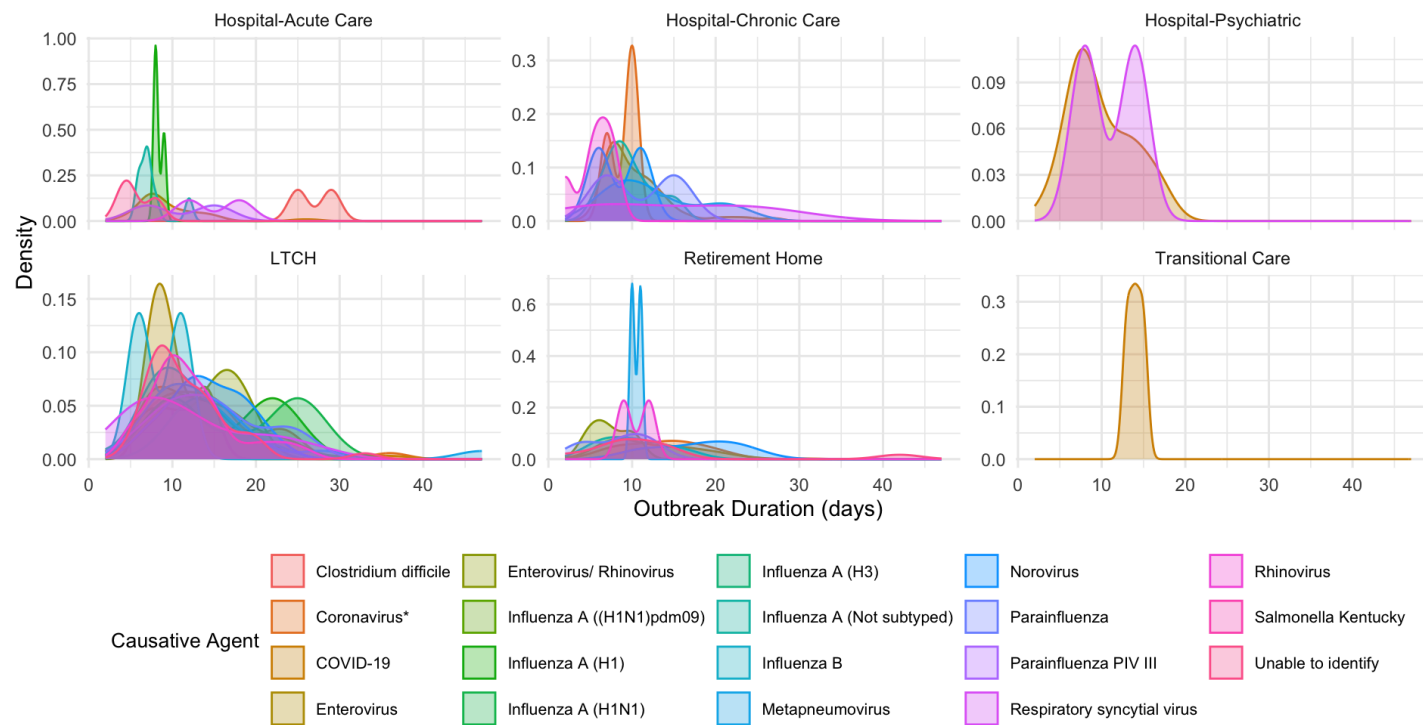 Hospital-Acute Care
Hospital-Chronic Care
Hospital-Psychiatric
1.00
0.75
0.50
0.25
0.00
0.3
0.2
0.1
0.0
0.09
0.06
0.03
0.00
Density
LTCH
Retirement Home
Transitional Care
0.15
0.10
0.05
0.00
0.6
0.4
0.2
0.0
0.3
0.2
0.1
0.0
0 10 20 30 40
0 10 20 30 40
0 10 20 30 40
Outbreak Duration (days)
Causative Agent
Clostridium difficile
Coronavirus*
COVID-19
Enterovirus
Enterovirus/ Rhinovirus
Influenza A ((H1N1)pdm09)
Influenza A (H1)
Influenza A (H1N1)
Influenza A (H3)
Influenza A (Not subtyped)
Influenza B
Metapneumovirus
Norovirus
Parainfluenza
Parainfluenza PIV III
Respiratory syncytial virus
Rhinovirus
Salmonella Kentucky
Unable to identify